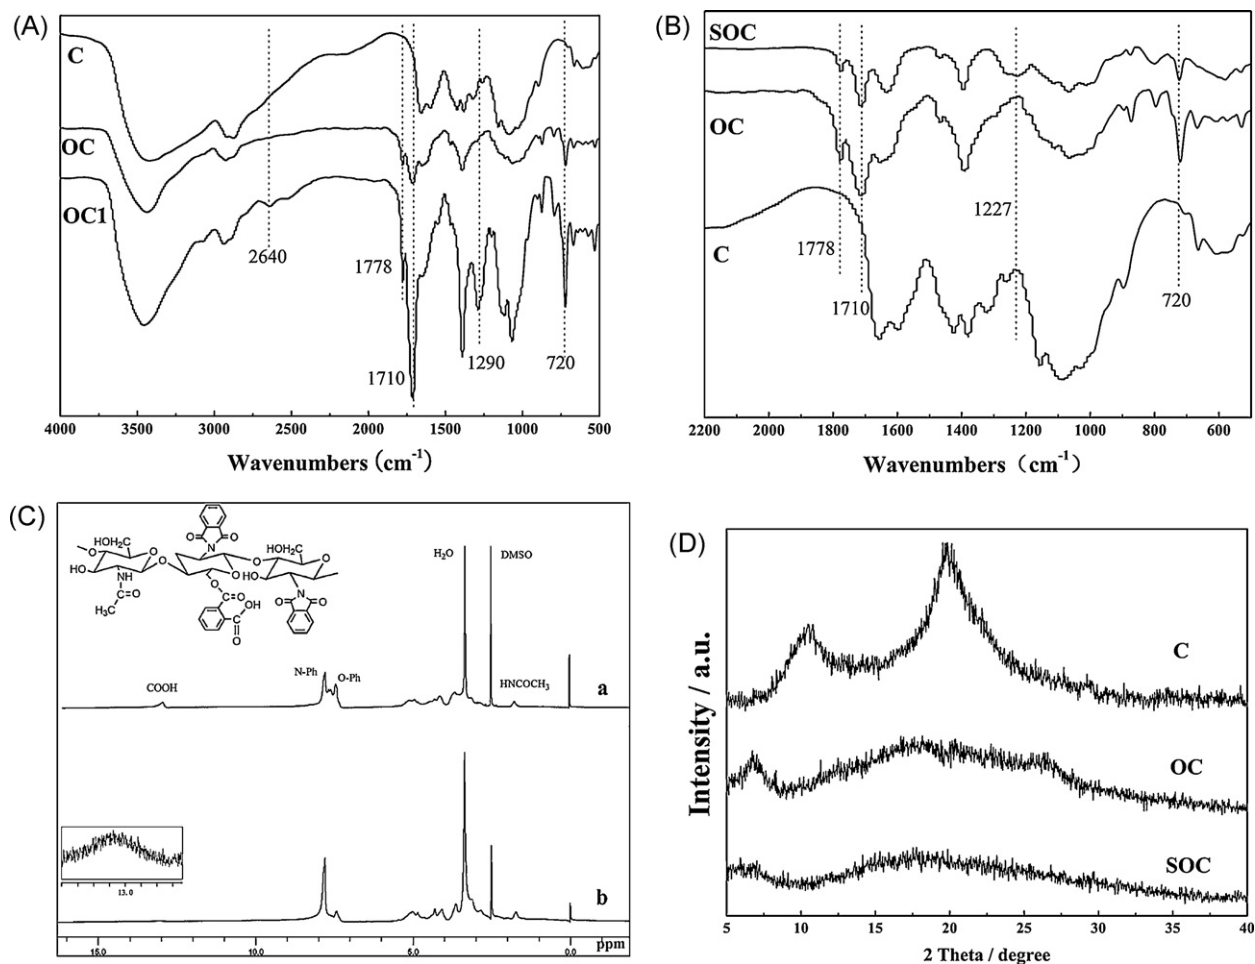 (A)
C
OC
OC1
2640
1778
1710
1290
720
4000 3500 3000 2500 2000 1500 1000 500
Wavenumbers (cm-1)
(B)
SOC
OC
C
1778
1710
1227
720
2200 2000 1800 1600 1400 1200 1000 800 600
Wavenumbers (cm-1)
(C)
HOH2C
O
O
HO
NH
C=O
H3C
O
N
O
O
O
O
O
C
OH
C
O
HOH2C
O
HO
O
N
O
H2O
DMSO
COOH
N-Ph
O-Ph
HNCOCH3
a
13.0
b
15.0 10.0 5.0 0.0
ppm
(D)
Intensity / a.u.
C
OC
SOC
5 10 15 20 25 30 35 40
2 Theta / degree